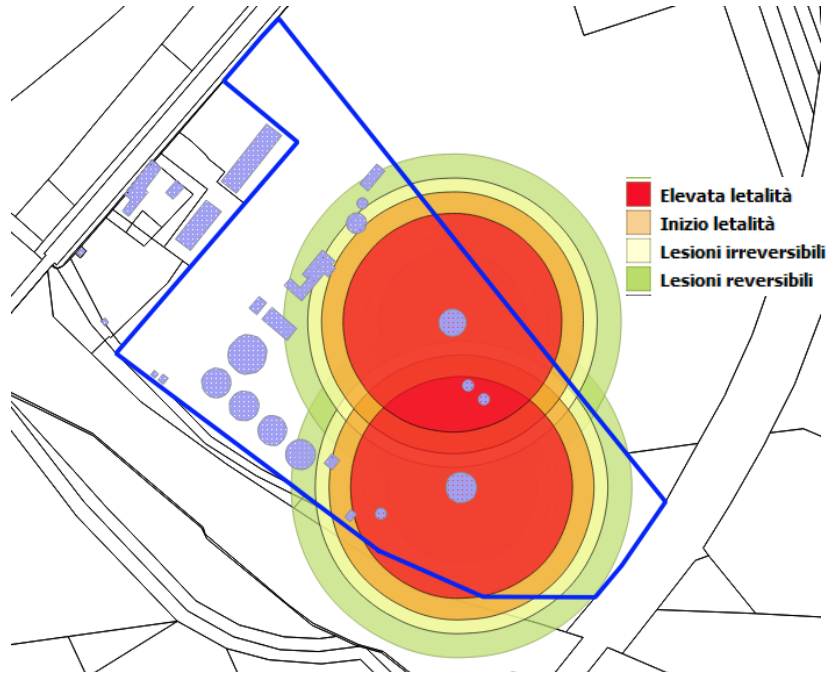 Elevata letalità
Inizio letalità
Lesioni irreversibili
Lesioni reversibili